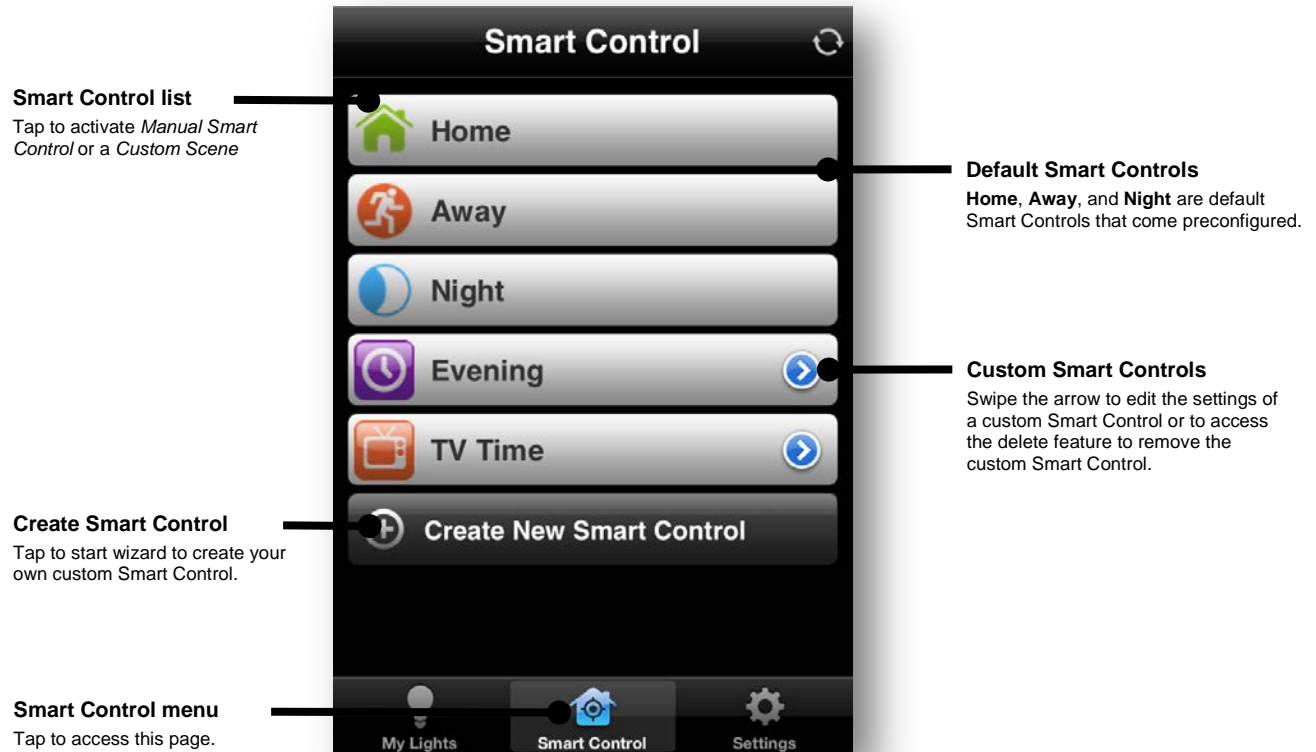 Smart Control
Smart Control list
Tap to activate Manual Smart
Control or a Custom Scene
Home
Default Smart Controls
Home, Away, and Night are default
Smart Controls that come preconfigured.
Away
Night
Evening
Custom Smart Controls
Swipe the arrow to edit the settings of
a custom Smart Control or to access
the delete feature to remove the
custom Smart Control.
TV Time
Create Smart Control
Tap to start wizard to create your
own custom Smart Control.
Create New Smart Control
Smart Control menu
Tap to access this page.
My Lights
Smart Control
Settings